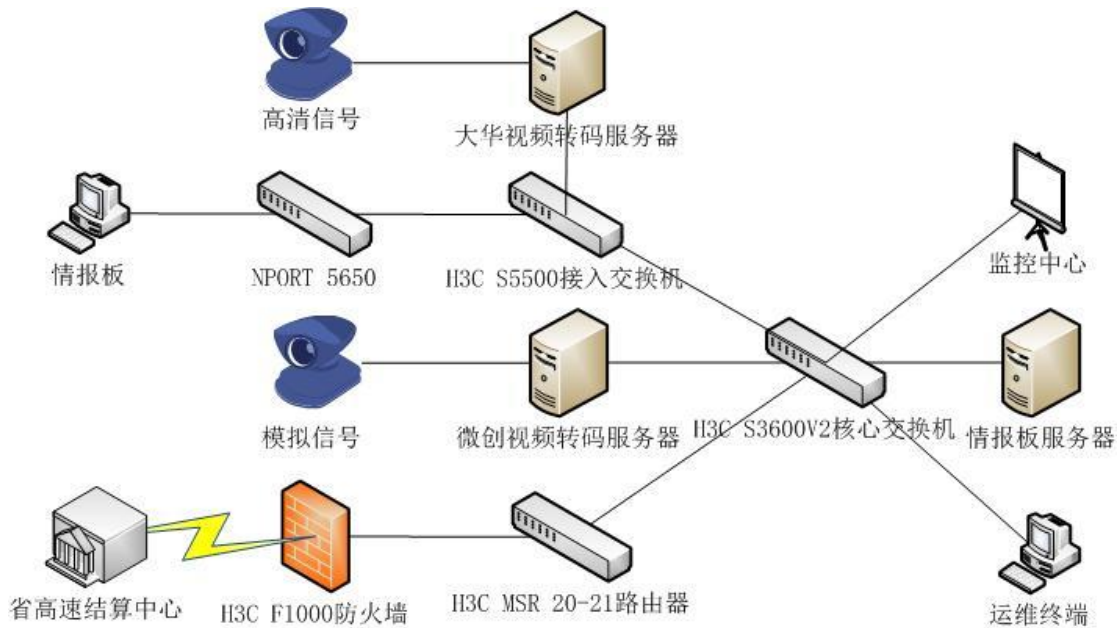 高清信号
大华视频转码服务器
情报板
NPORT 5650
H3C S5500接入交换机
监控中心
模拟信号
微创视频转码服务器
H3C S3600V2核心交换机
情报板服务器
省高速结算中心
H3C F1000防火墙
H3C MSR 20-21路由器
运维终端